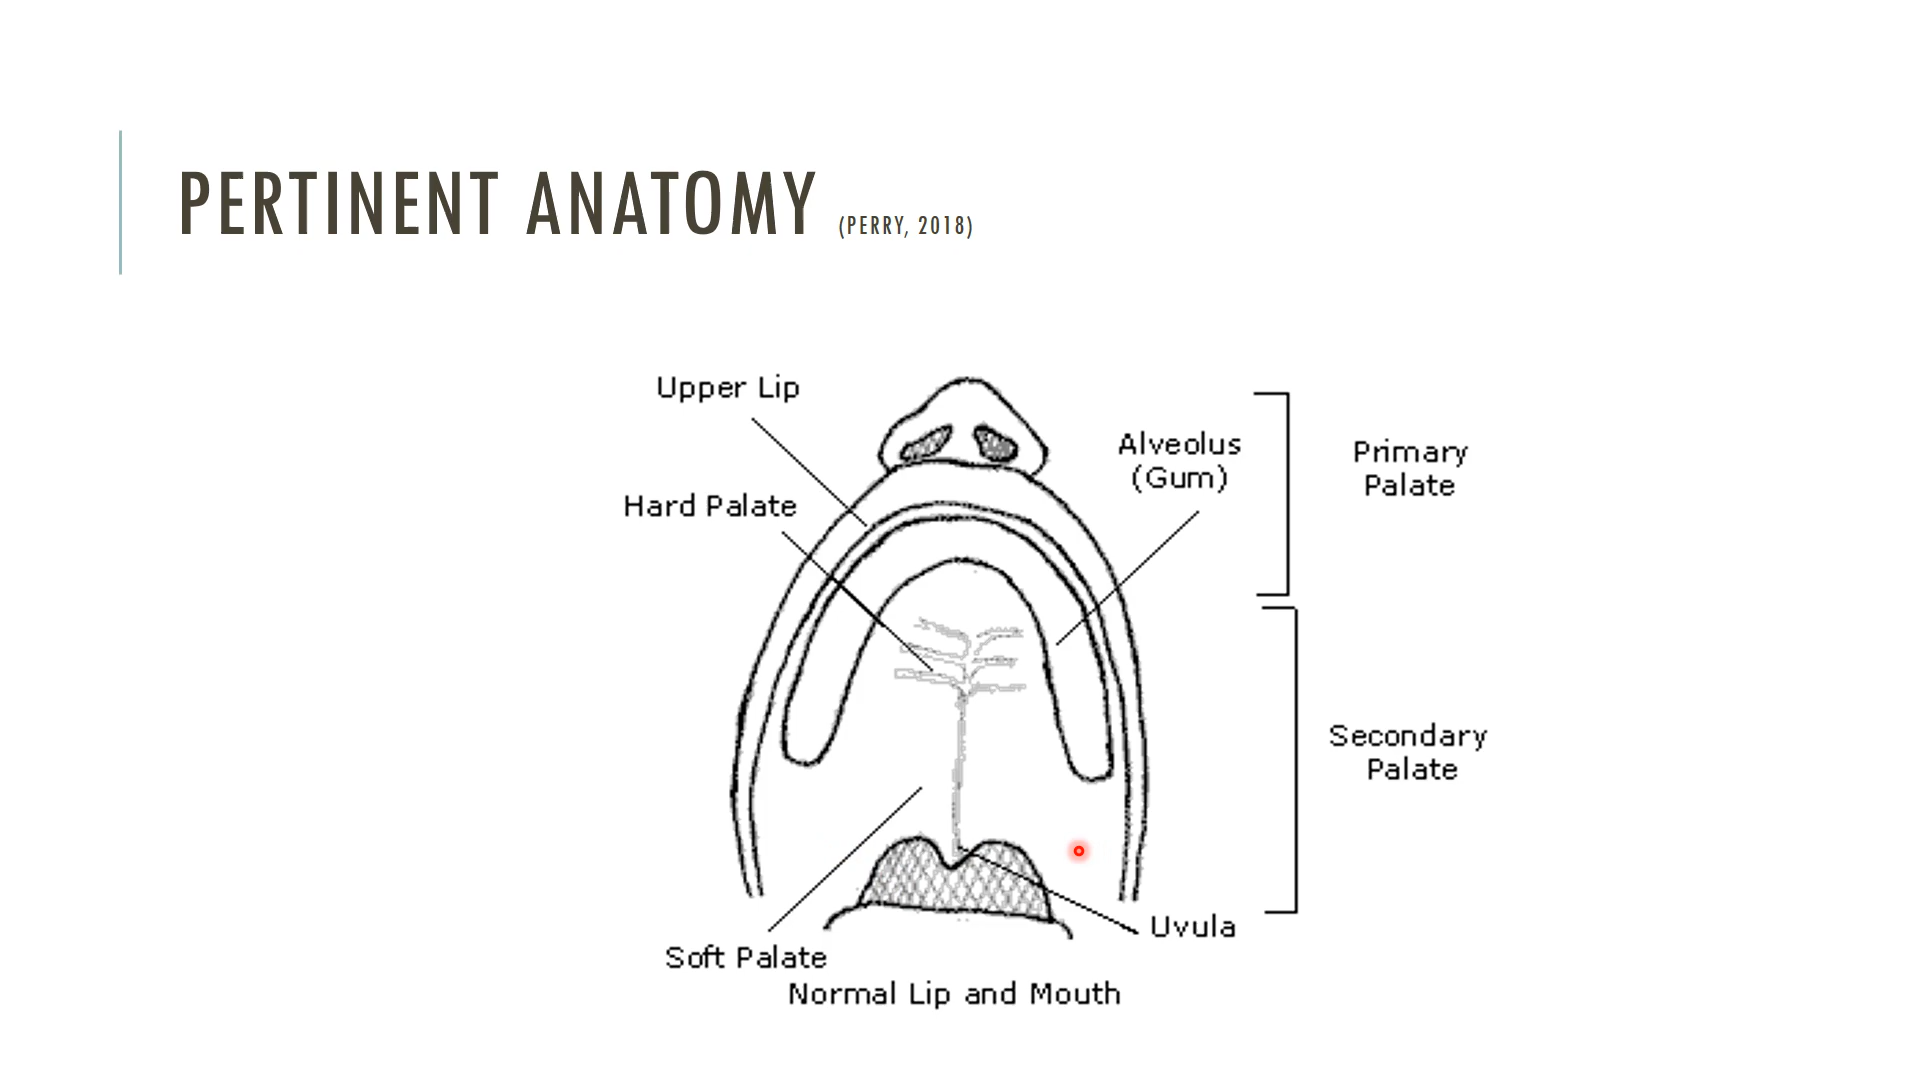 PERTINENT ANATOMY (PERRY, 2018)
Upper Lip
Alveolus
(Gum)
Primary
Palate
Hard Palate
Secondary
Palate
Uvula
Soft Palate
Normal Lip and Mouth